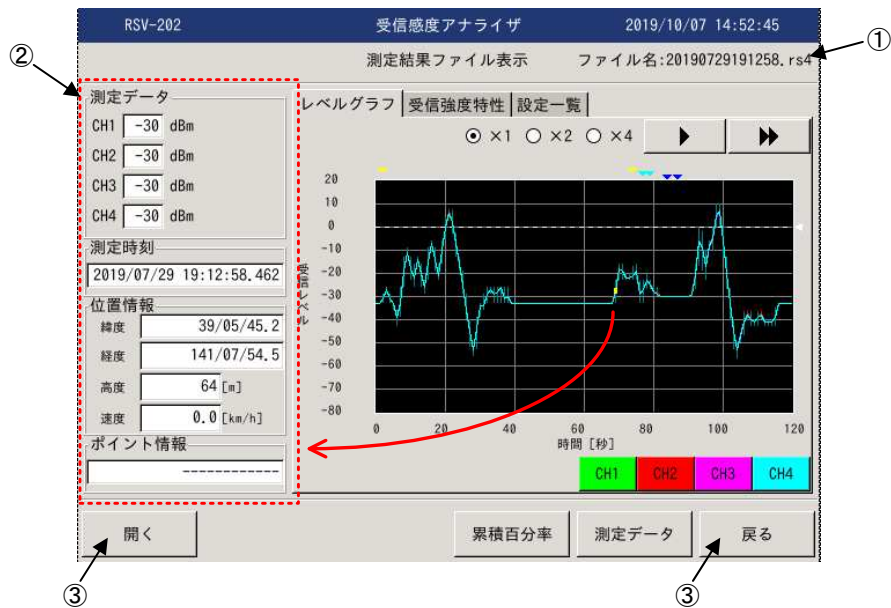 RSV-202 受信感度アナライザ 2019/10/07 14:52:45
①
測定結果ファイル表示 ファイル名:20190729191258.rs4
②
測定データ
CH1 -30 dBm
CH2 -30 dBm
CH3 -30 dBm
CH4 -30 dBm
測定時刻
2019/07/29 19:12:58.462
位置情報
緯度 39/05/45.2
経度 141/07/54.5
高度 64 [m]
速度 0.0 [km/h]
ポイント情報
------------
レベルグラフ 受信強度特性 設定一覧
×1 ×2 ×4
20
10
0
-10
-20
-30
-40
-50
-60
-70
-80
0 20 40 60 80 100 120
時間 [秒]
CH1 CH2 CH3 CH4
開く 累積百分率 測定データ 戻る
③ ③